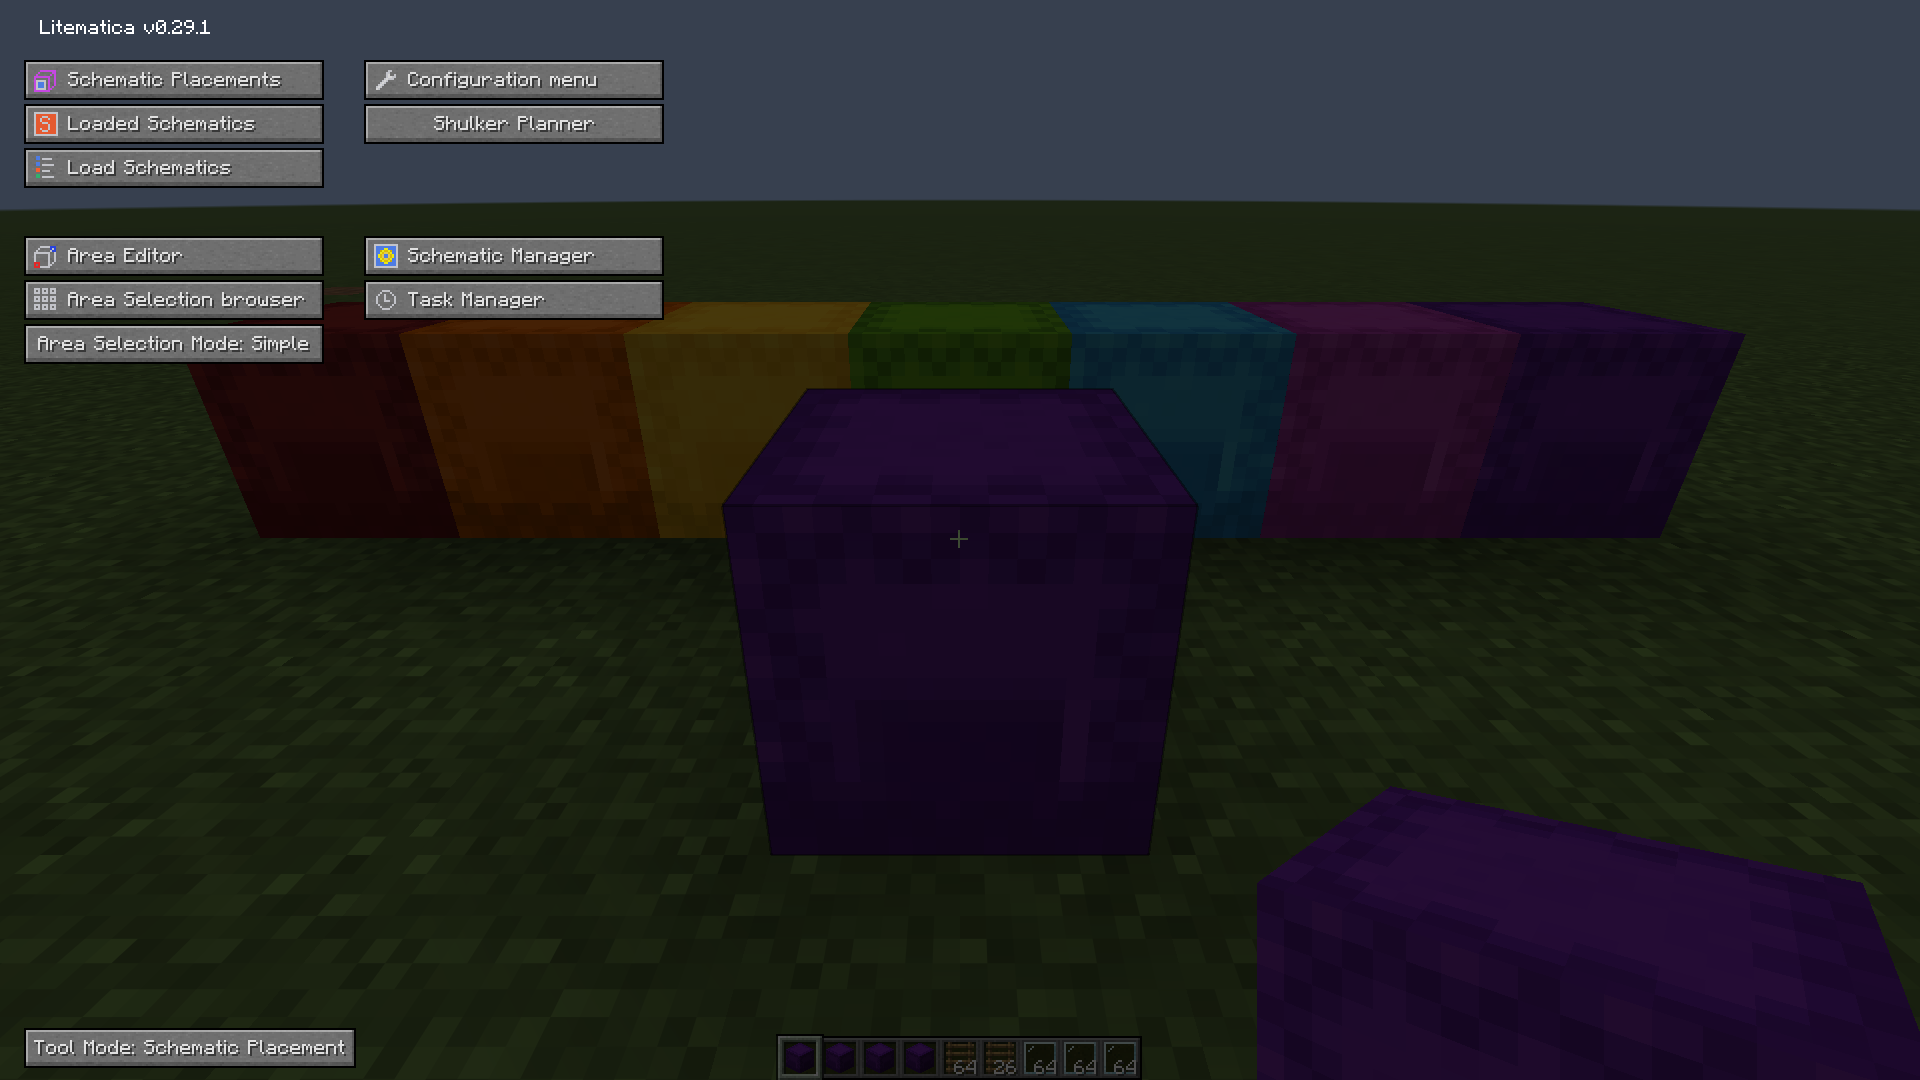 Litematica v0.29.1
Schematic Placements
Configuration menu
S
Loaded Schematics
Shulker Planner
Load Schematics
Area Editor
Schematic Manager
Area Selection browser
Task Manager
Area Selection Mode: Simple
Tool Mode: Schematic Placement
64 26 64 64 64